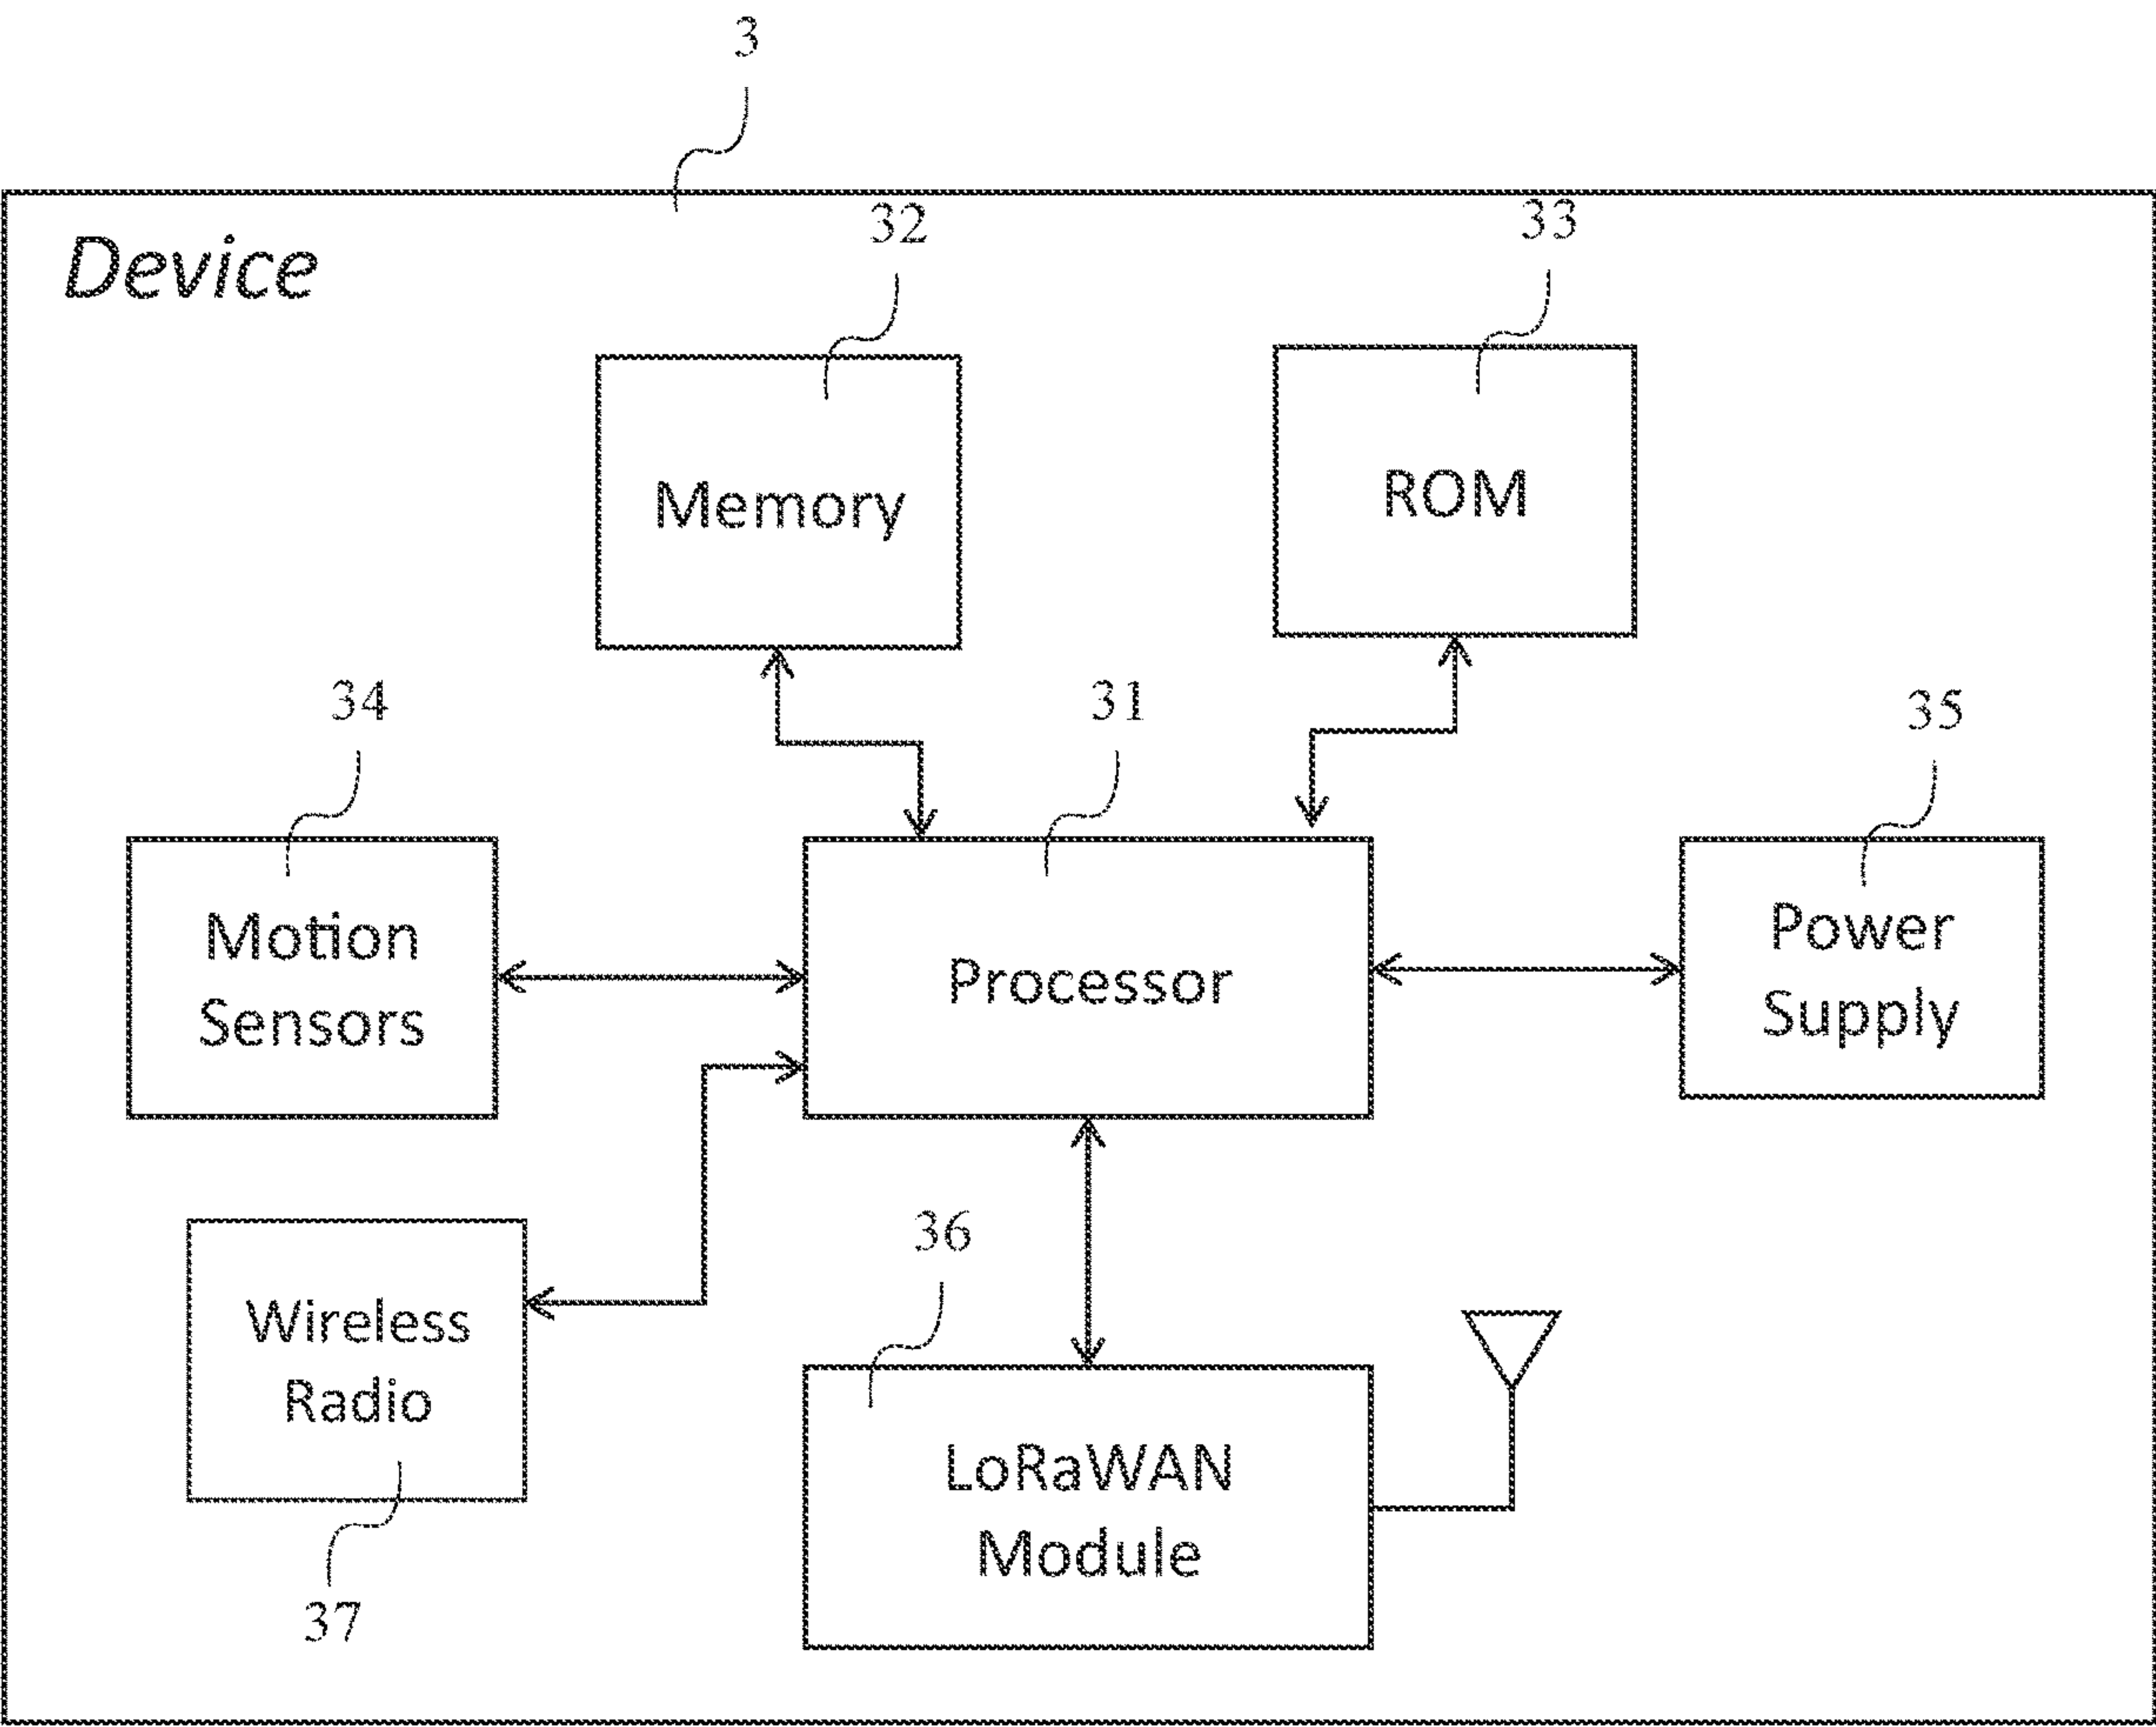 3
Device
32
33
Memory
ROM
34
31
35
Motion
Sensors
Processor
Power
Supply
36
Wireless
Radio
LoRaWAN
Module
37